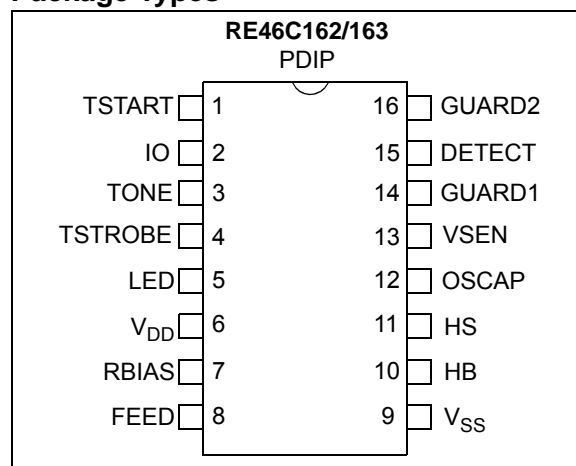 Package Types
RE46C162/163
PDIP
TSTART 1 16 GUARD2
IO 2 15 DETECT
TONE 3 14 GUARD1
TSTROBE 4 13 VSEN
LED 5 12 OSCAP
VDD 6 11 HS
RBIAS 7 10 HB
FEED 8 9 VSS